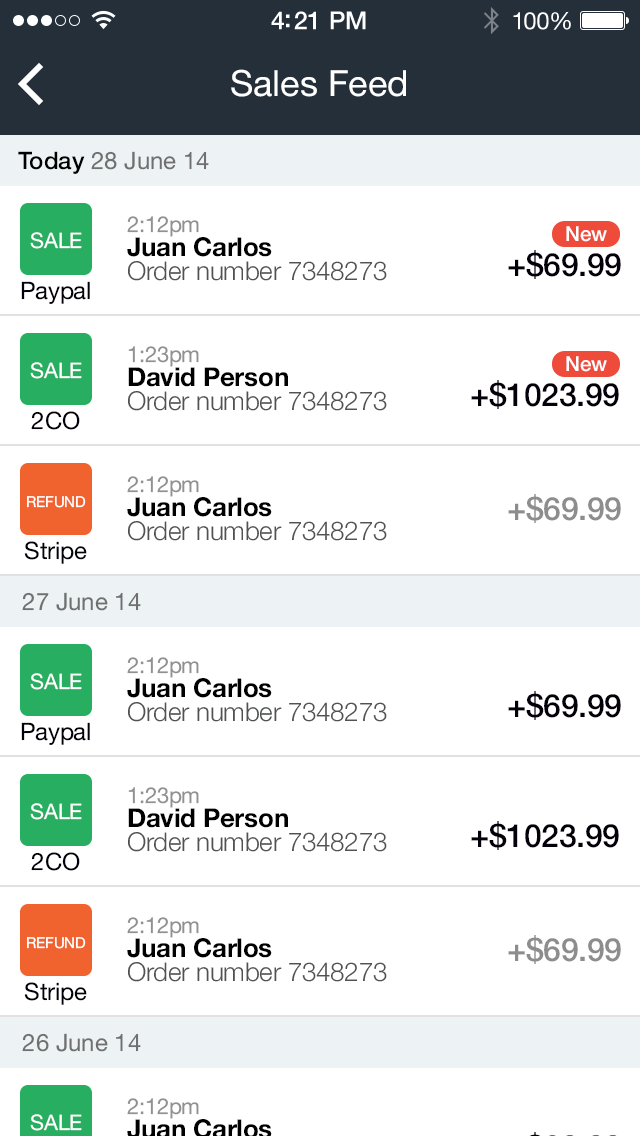 4:21 PM 100%
Sales Feed
Today 28 June 14
2:12pm
SALE Juan Carlos New
Order number 7348273 +$69.99
Paypal
1:23pm
SALE David Person New
Order number 7348273 +$1023.99
2CO
2:12pm
REFUND Juan Carlos +$69.99
Order number 7348273
Stripe
27 June 14
2:12pm
SALE Juan Carlos
Order number 7348273 +$69.99
Paypal
1:23pm
SALE David Person
Order number 7348273 +$1023.99
2CO
2:12pm
REFUND Juan Carlos +$69.99
Order number 7348273
Stripe
26 June 14
2:12pm
SALE Juan Carlos